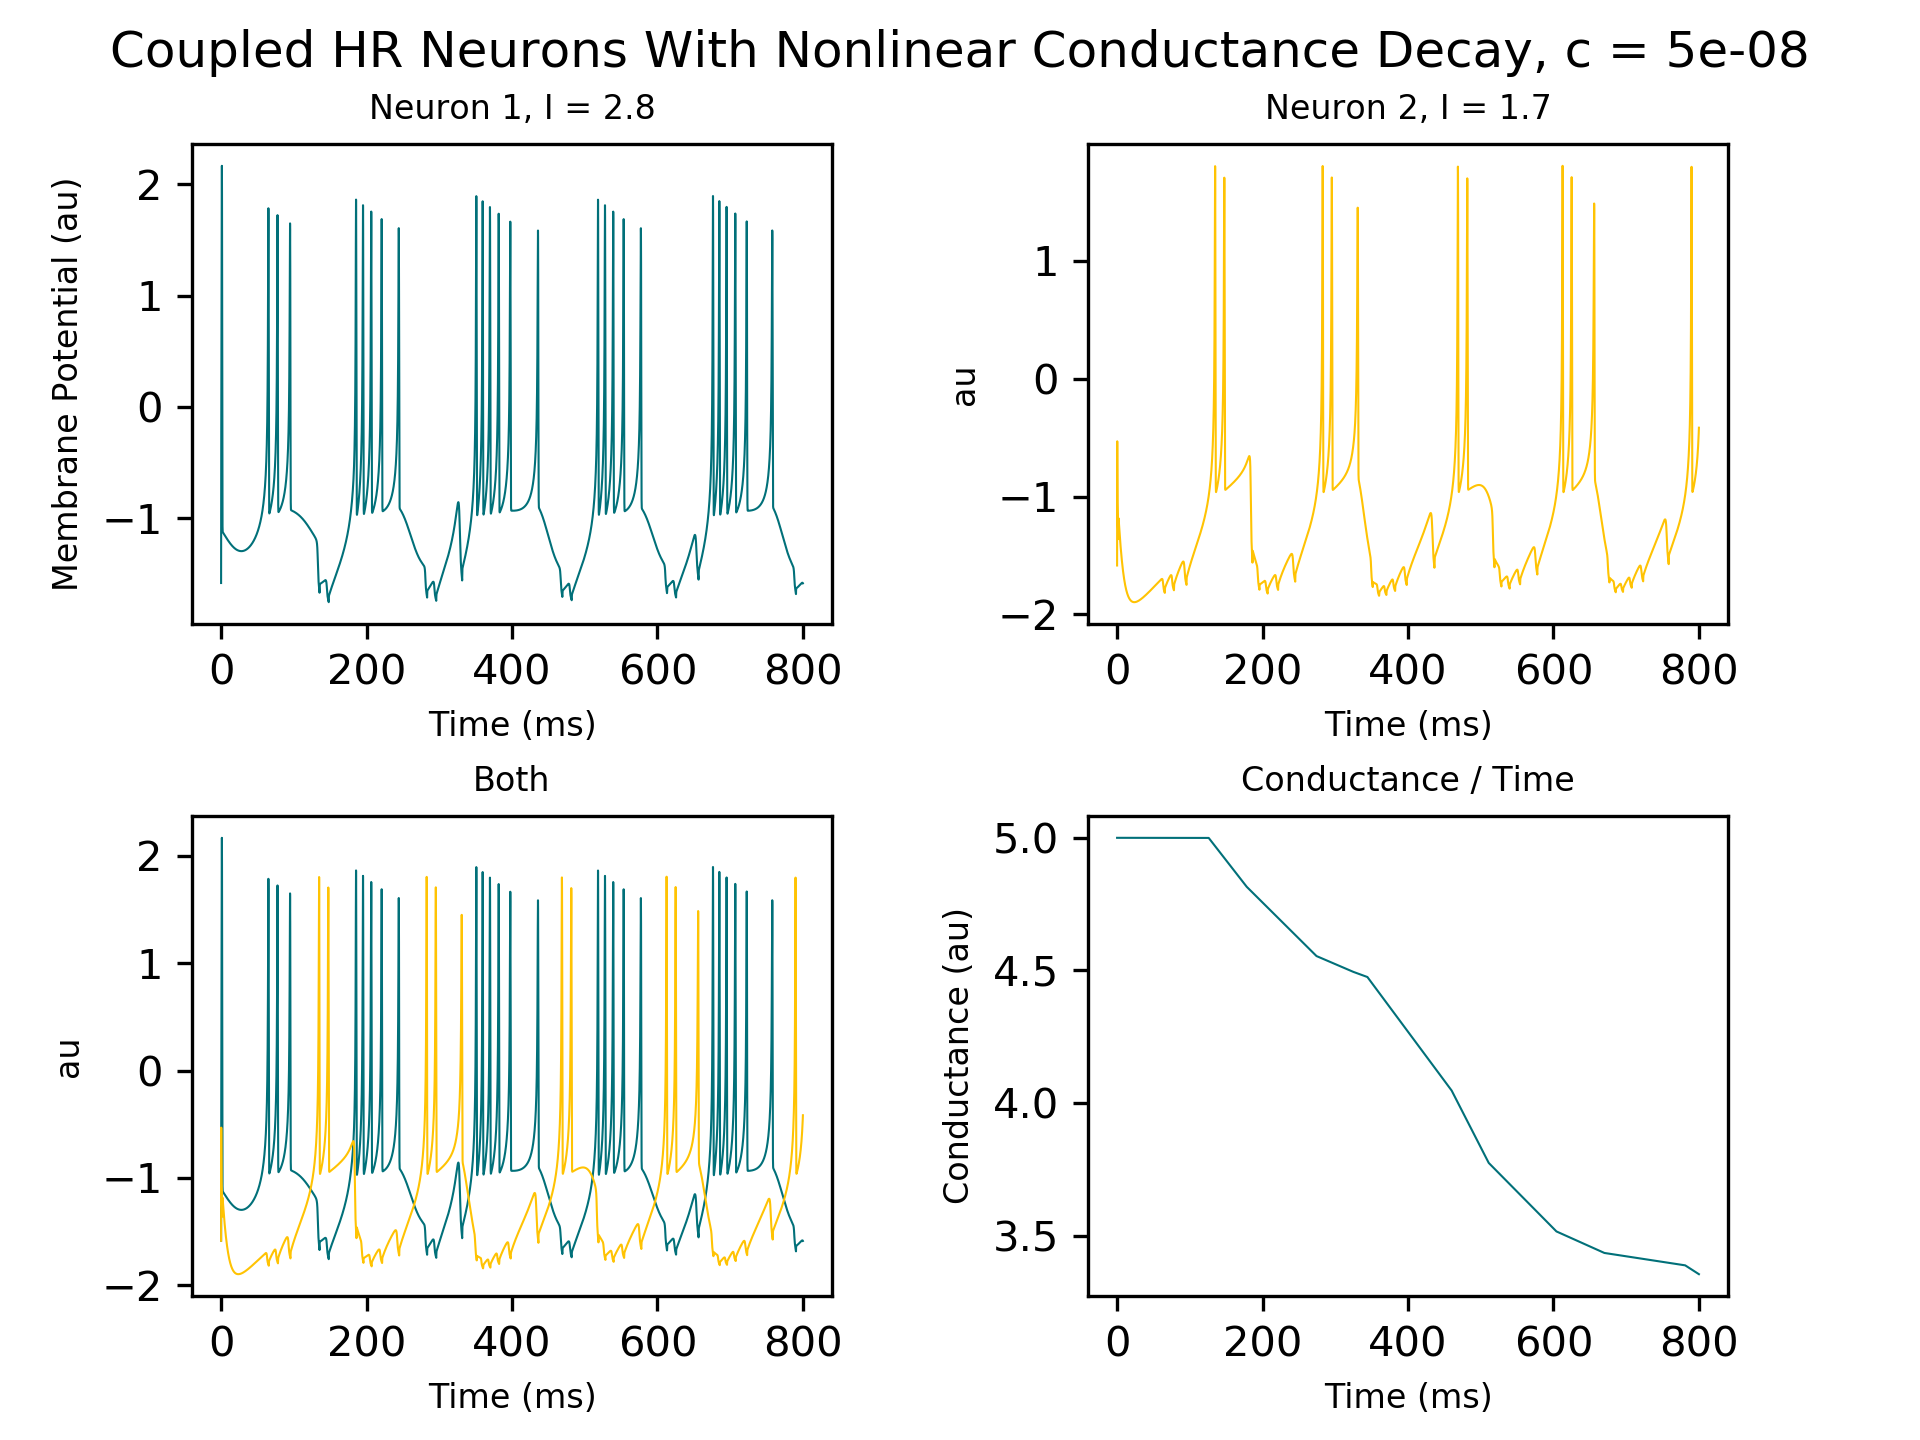 Coupled HR Neurons With Nonlinear Conductance Decay, c = 5e-08
Neuron 1, I = 2.8
Membrane Potential (au)
2
1
0
−1
0 200 400 600 800
Time (ms)
Neuron 2, I = 1.7
au
1
0
−1
−2
0 200 400 600 800
Time (ms)
Both
au
2
1
0
−1
−2
0 200 400 600 800
Time (ms)
Conductance / Time
Conductance (au)
5.0
4.5
4.0
3.5
0 200 400 600 800
Time (ms)